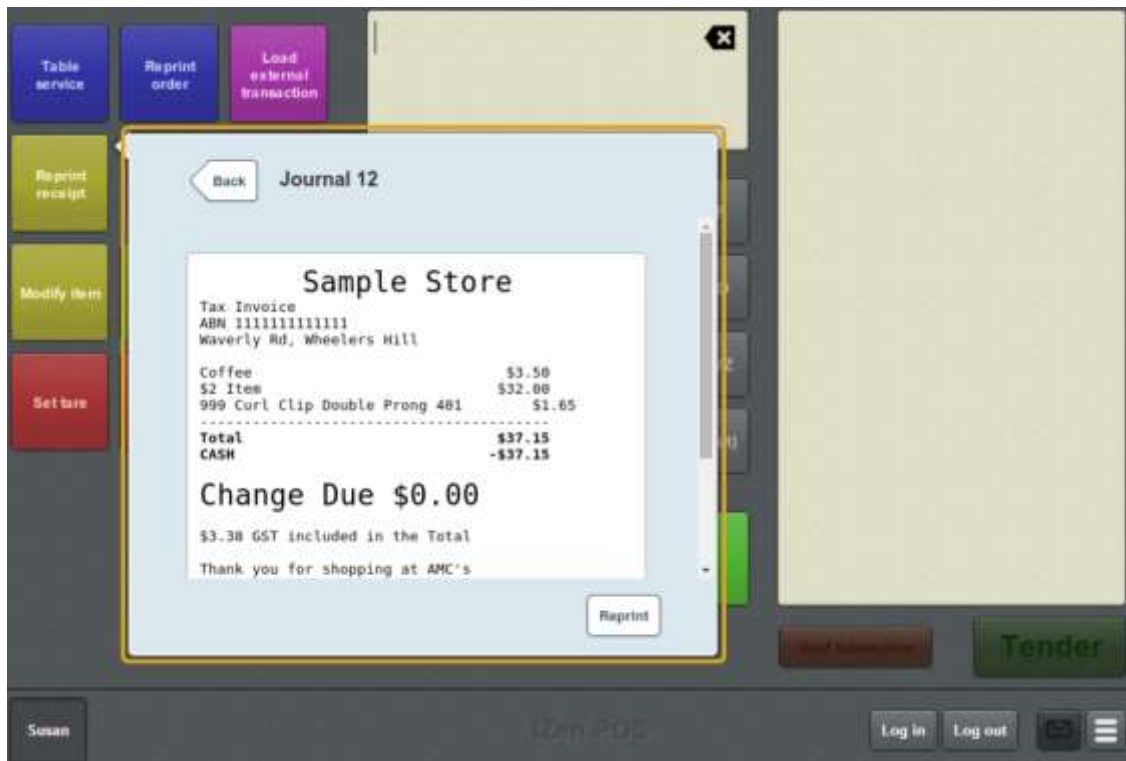 Table
service
Reprint
order
Load
external
transaction
Reprint
receipt
Modify item
Set tare
Back
Journal 12
Sample Store
Tax Invoice
ABN 1111111111111
Waverly Rd, Wheelers Hill
Coffee $3.50
$2 Item $32.00
999 Curl Clip Double Prong 401 $1.65
Total $37.15
CASH -$37.15
Change Due $0.00
$3.38 GST included in the Total
Thank you for shopping at AMC's
Reprint
Tender
Susan
Log in
Log out